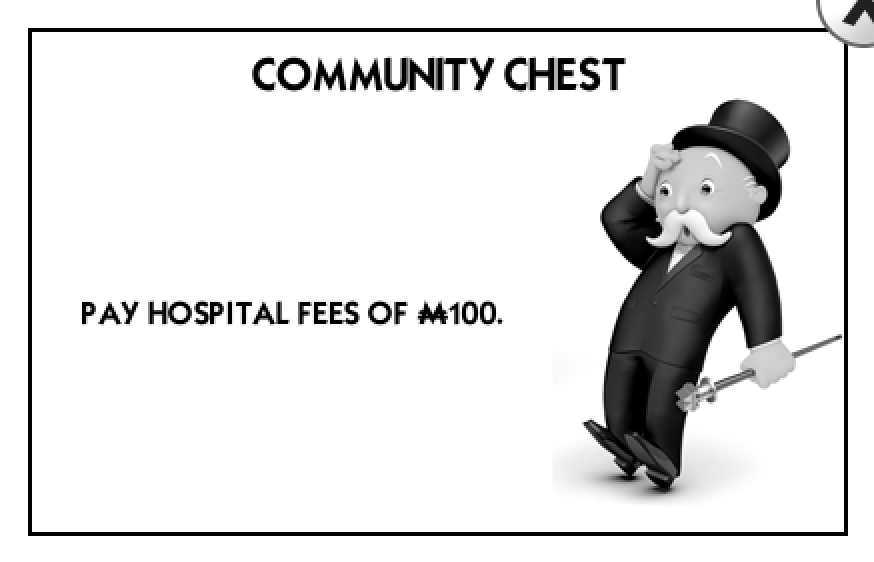 COMMUNITY CHEST
PAY HOSPITAL FEES OF ₩100.